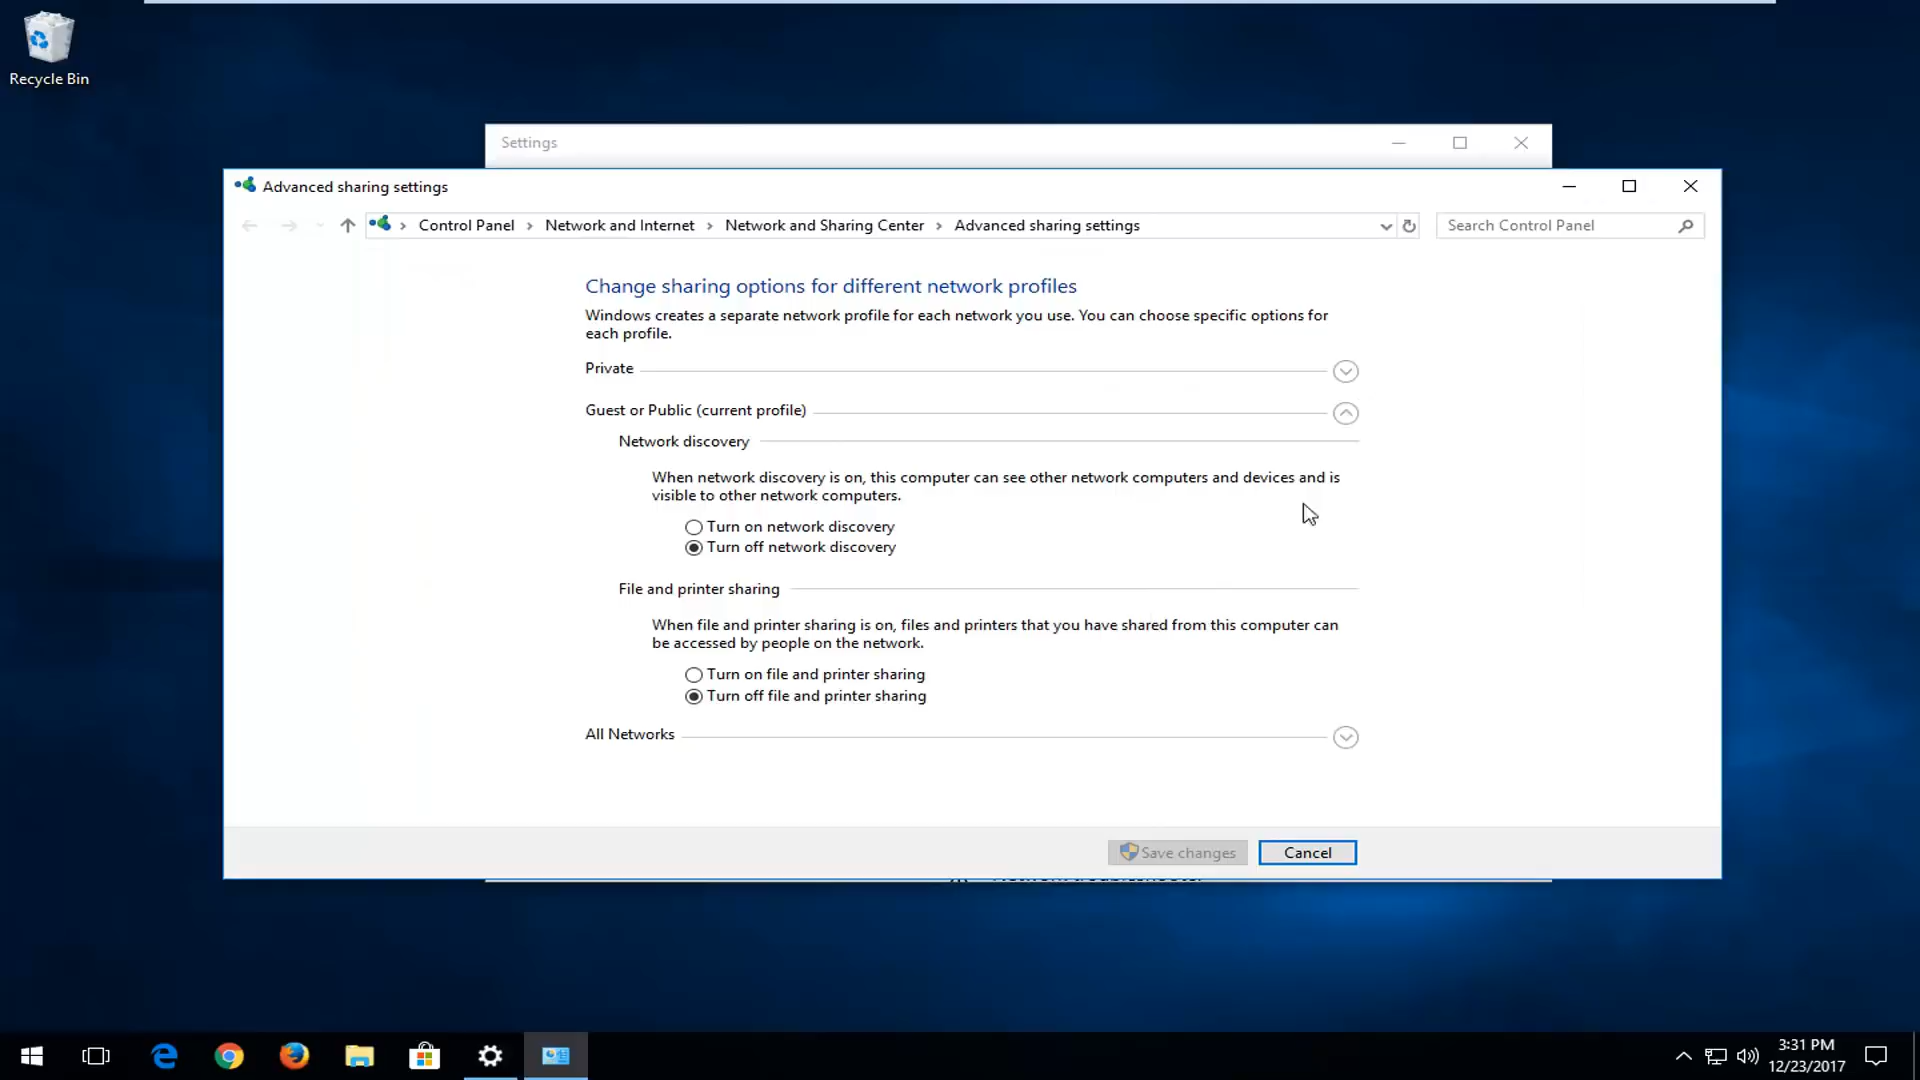 Recycle Bin
Settings
Advanced sharing settings
Control Panel
Network and Internet
Network and Sharing Center
Advanced sharing settings
Search Control Panel
Change sharing options for different network profiles
Windows creates a separate network profile for each network you use. You can choose specific options for
each profile.
Private
Guest or Public (current profile)
Network discovery
When network discovery is on, this computer can see other network computers and devices and is
visible to other network computers.
Turn on network discovery
Turn off network discovery
File and printer sharing
When file and printer sharing is on, files and printers that you have shared from this computer can
be accessed by people on the network.
Turn on file and printer sharing
Turn off file and printer sharing
All Networks
Save changes
Cancel
3:31 PM
12/23/2017